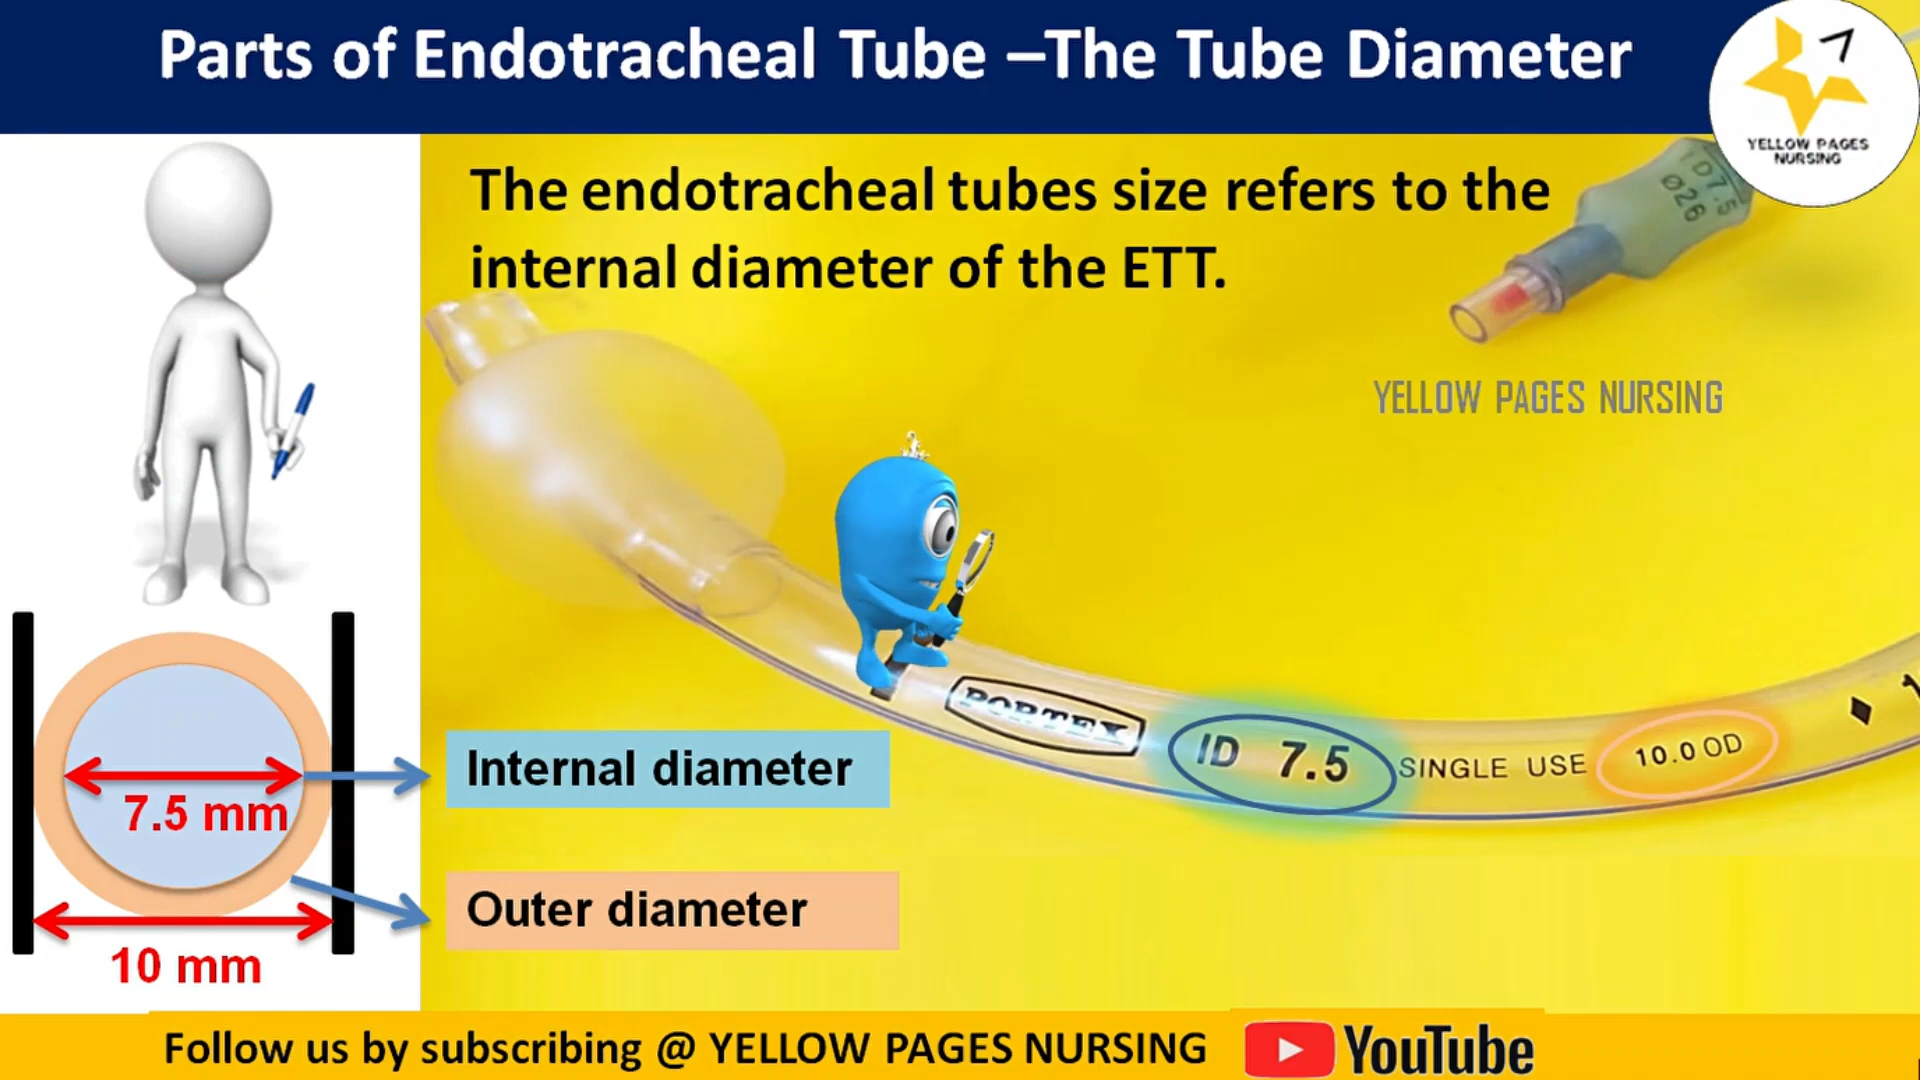 Parts of Endotracheal Tube –The Tube Diameter
YELLOW PAGES
NURSING
The endotracheal tubes size refers to the
internal diameter of the ETT.
ID7.5
Ø26
YELLOW PAGES NURSING
PORTEX
ID 7.5
SINGLE USE
10.0 OD
7.5 mm
Internal diameter
Outer diameter
10 mm
Follow us by subscribing @ YELLOW PAGES NURSING
YouTube